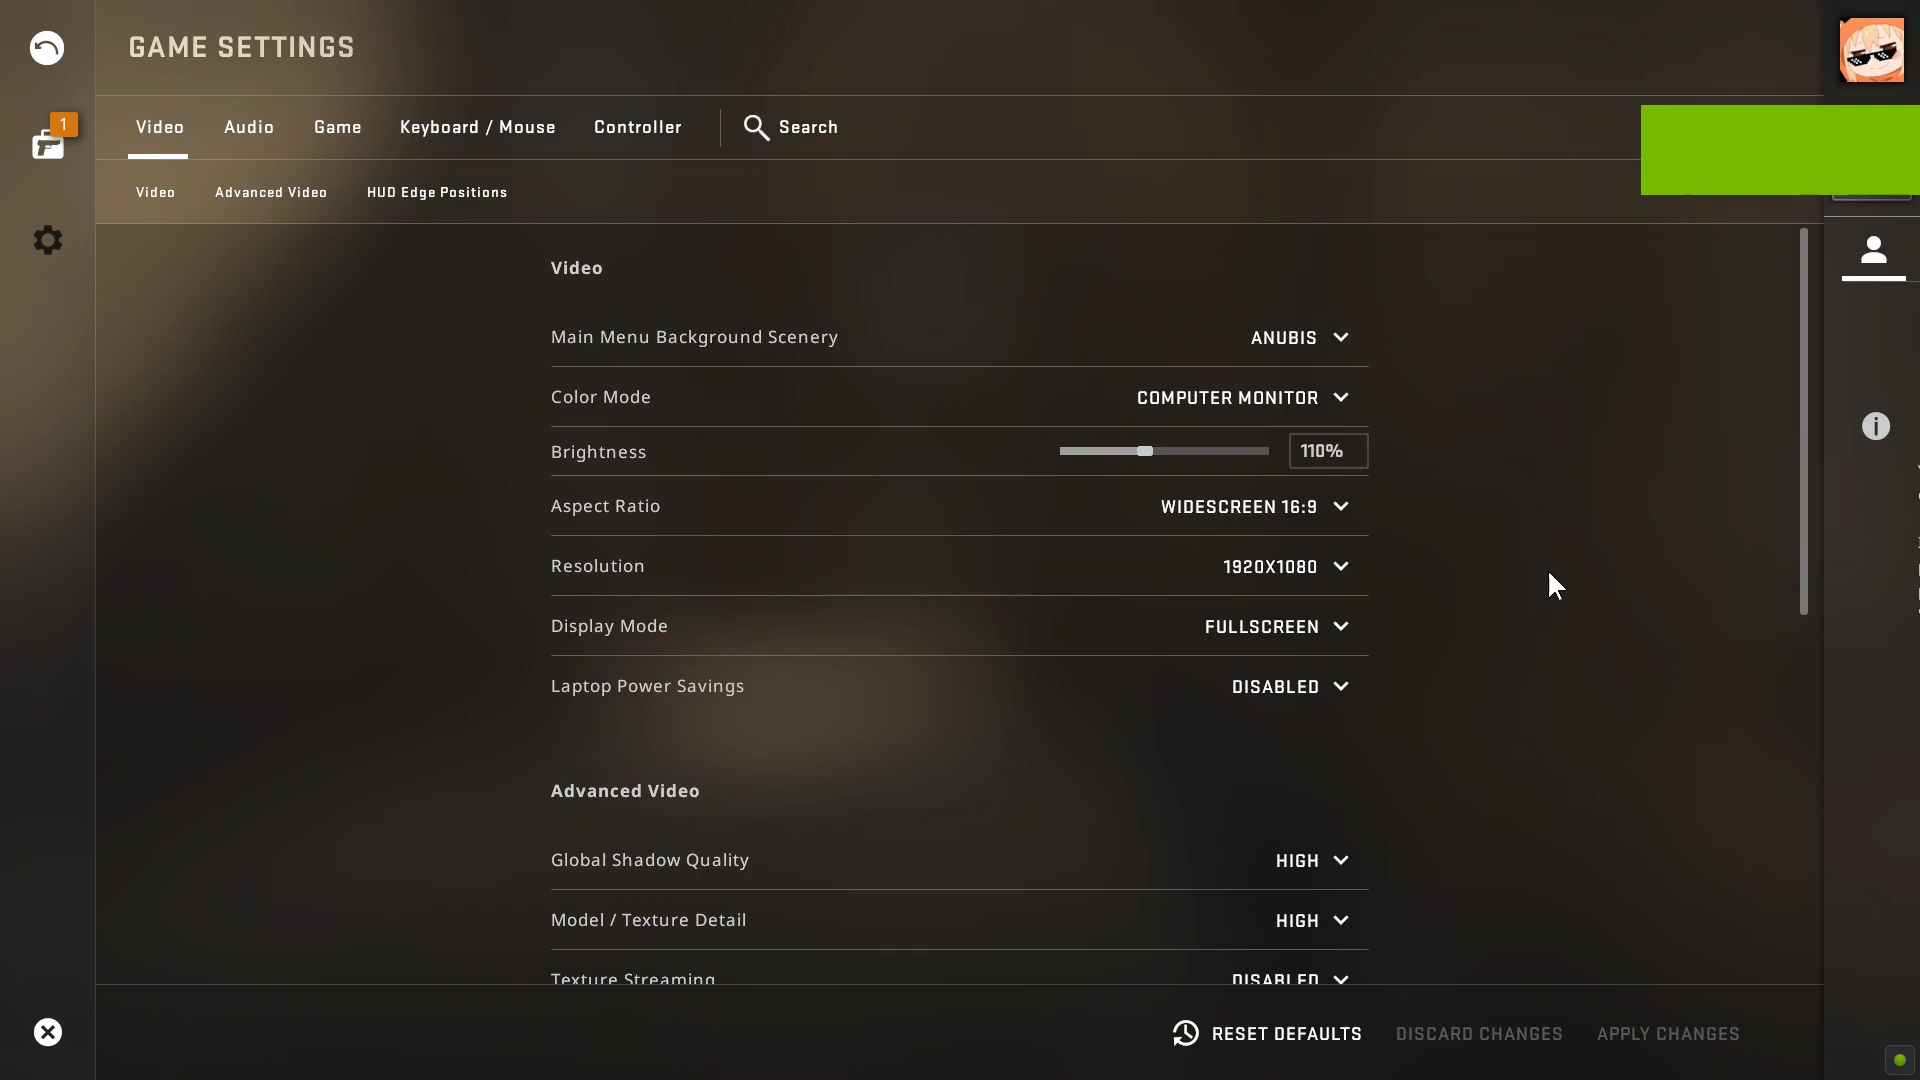 GAME SETTINGS
1
Video Audio Game Keyboard / Mouse Controller Search
Video Advanced Video HUD Edge Positions
Video
Main Menu Background Scenery ANUBIS
Color Mode COMPUTER MONITOR
Brightness 110%
Aspect Ratio WIDESCREEN 16:9
Resolution 1920X1080
Display Mode FULLSCREEN
Laptop Power Savings DISABLED
Advanced Video
Global Shadow Quality HIGH
Model / Texture Detail HIGH
Texture Streaming DISABLED
RESET DEFAULTS DISCARD CHANGES APPLY CHANGES